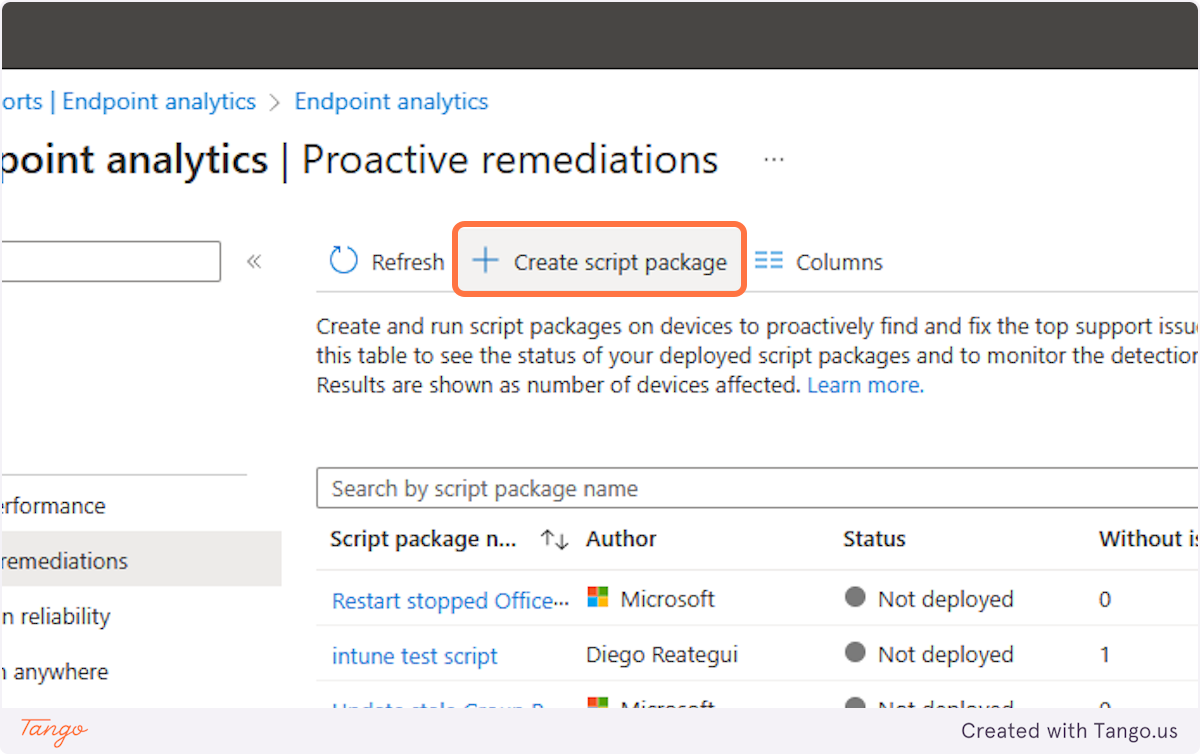 orts | Endpoint analytics > Endpoint analytics
point analytics | Proactive remediations ...
« Refresh + Create script package Columns
Create and run script packages on devices to proactively find and fix the top support issu
this table to see the status of your deployed script packages and to monitor the detection
Results are shown as number of devices affected. Learn more.
Search by script package name
Script package n... ↑↓ Author Status Without is
erformance
remediations
n reliability
n anywhere
Restart stopped Office... Microsoft Not deployed 0
intune test script Diego Reategui Not deployed 1
Microsoft Not deployed 0
Tango
Created with Tango.us